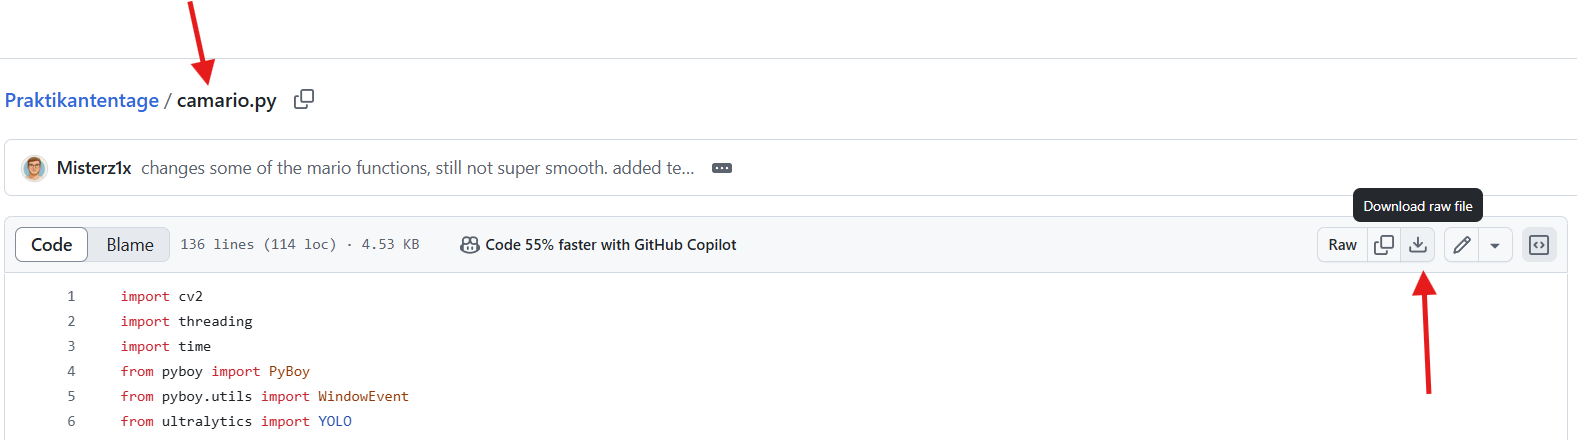 Praktikantentage / camario.py
Misterz1x changes some of the mario functions, still not super smooth. added te...
Download raw file
Code Blame 136 lines (114 loc) · 4.53 KB Code 55% faster with GitHub Copilot Raw
1 import cv2
2 import threading
3 import time
4 from pyboy import PyBoy
5 from pyboy.utils import WindowEvent
6 from ultralytics import YOLO